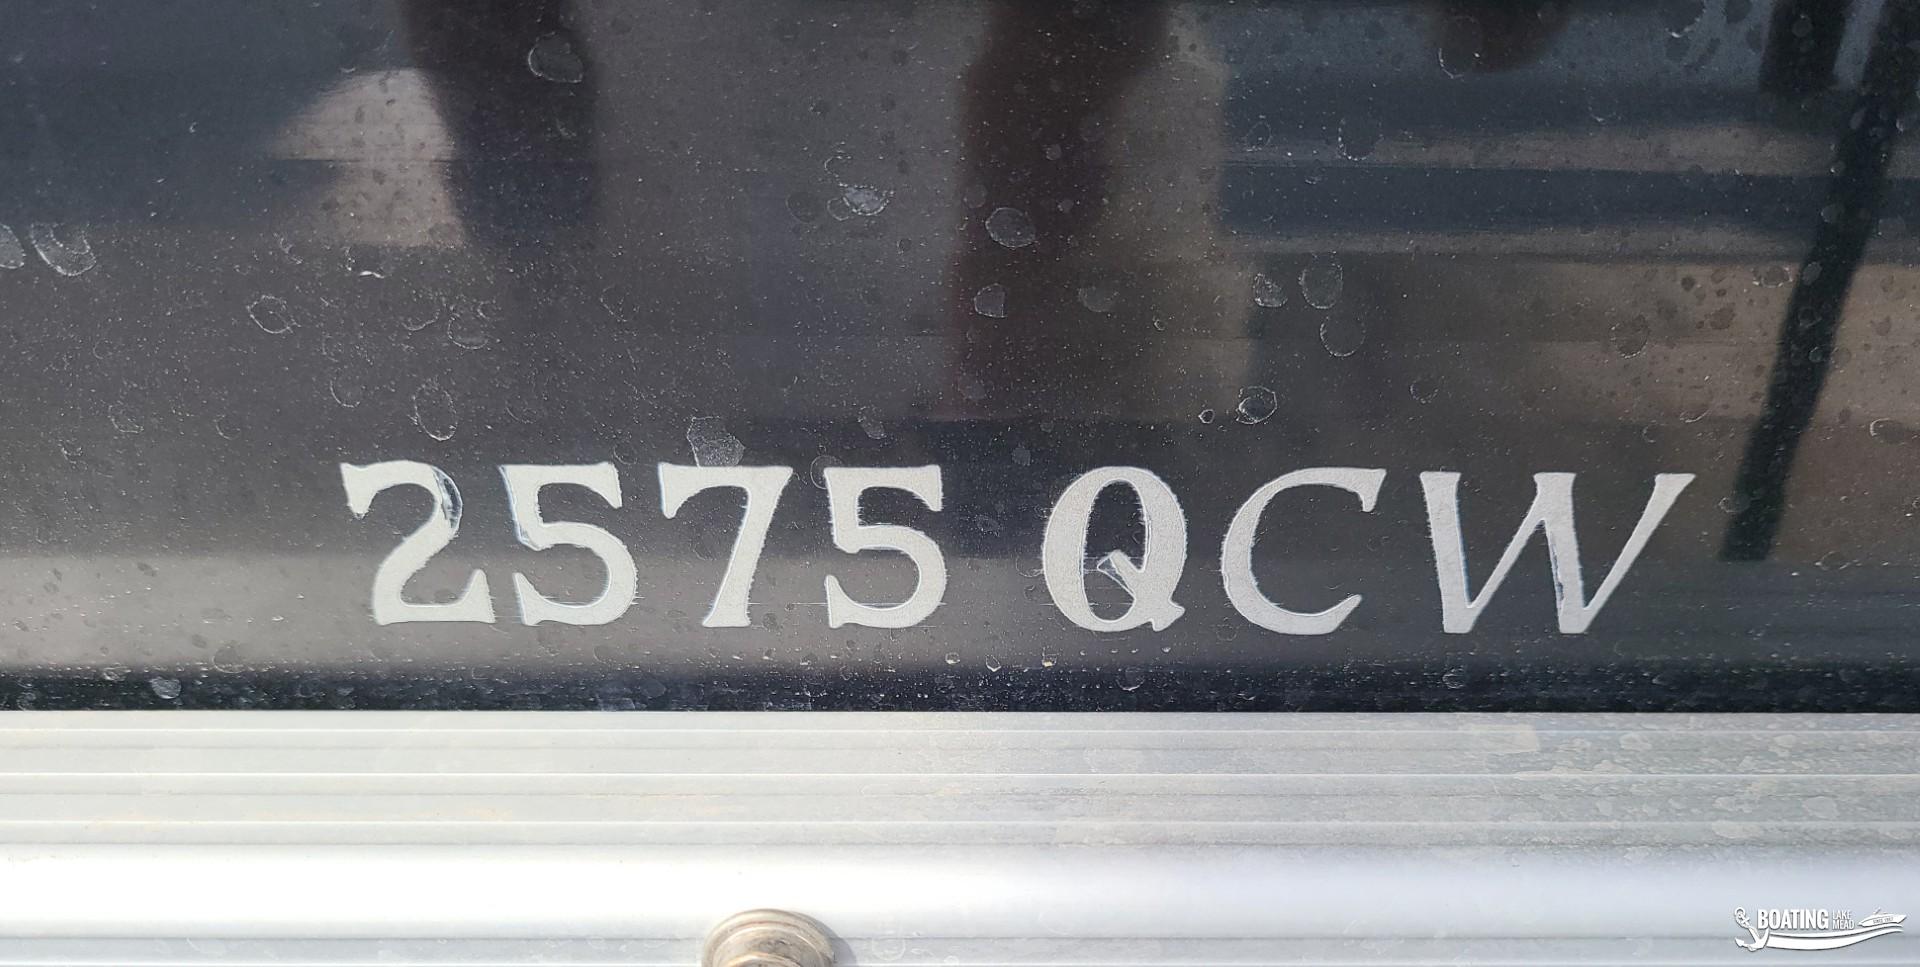 2575 QCW
BOATING LAKE MEAD